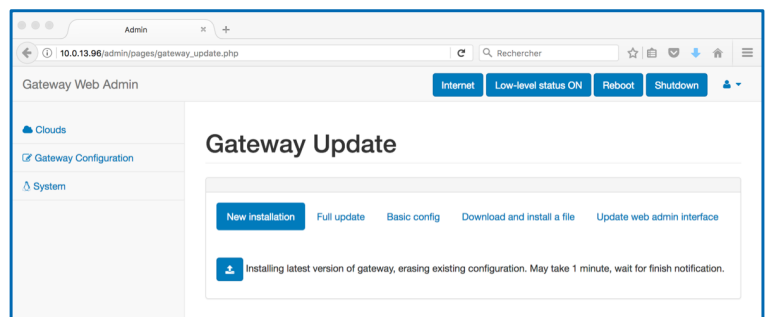 Admin
10.0.13.96/admin/pages/gateway_update.php
Rechercher
Gateway Web Admin
Internet
Low-level status ON
Reboot
Shutdown
Clouds
Gateway Configuration
System
Gateway Update
New installation
Full update
Basic config
Download and install a file
Update web admin interface
Installing latest version of gateway, erasing existing configuration. May take 1 minute, wait for finish notification.